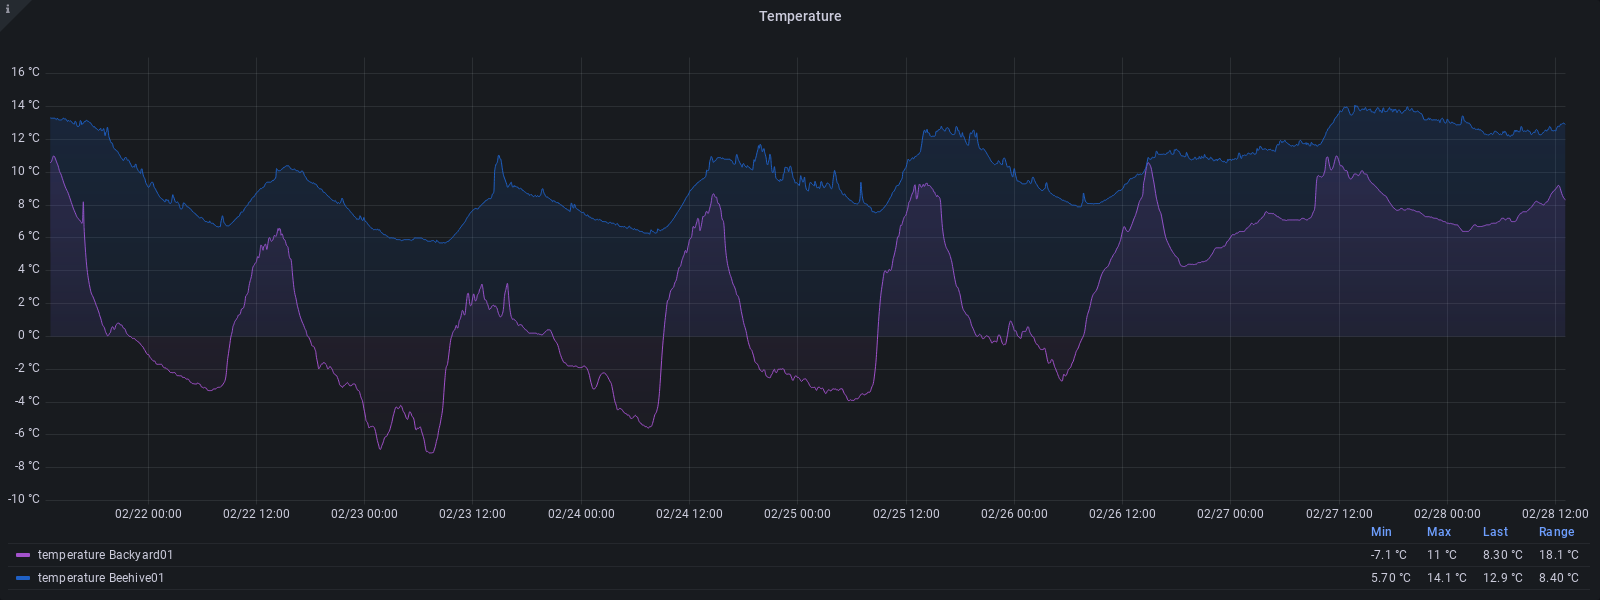 i
Temperature
16 °C
14 °C
12 °C
10 °C
8 °C
6 °C
4 °C
2 °C
0 °C
-2 °C
-4 °C
-6 °C
-8 °C
-10 °C
02/22 00:00 02/22 12:00 02/23 00:00 02/23 12:00 02/24 00:00 02/24 12:00 02/25 00:00 02/25 12:00 02/26 00:00 02/26 12:00 02/27 00:00 02/27 12:00 02/28 00:00 02/28 12:00
Min Max Last Range
temperature Backyard01 -7.1 °C 11 °C 8.30 °C 18.1 °C
temperature Beehive01 5.70 °C 14.1 °C 12.9 °C 8.40 °C